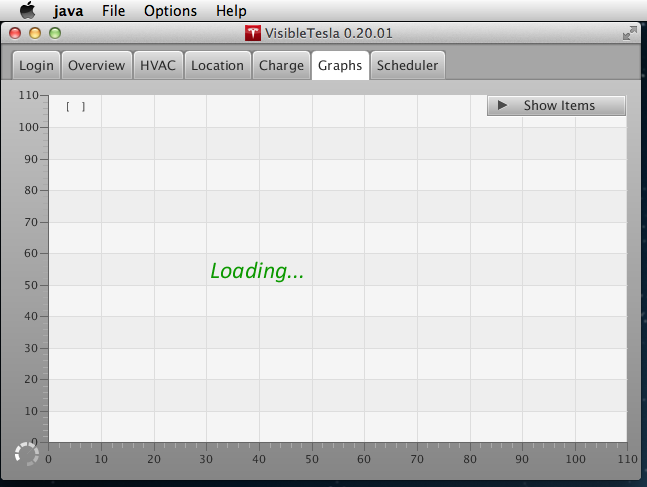 java File Options Help
VisibleTesla 0.20.01
Login Overview HVAC Location Charge Graphs Scheduler
110
[ ]
Show Items
100
90
80
70
60
Loading...
50
40
30
20
10
0
0 10 20 30 40 50 60 70 80 90 100 110